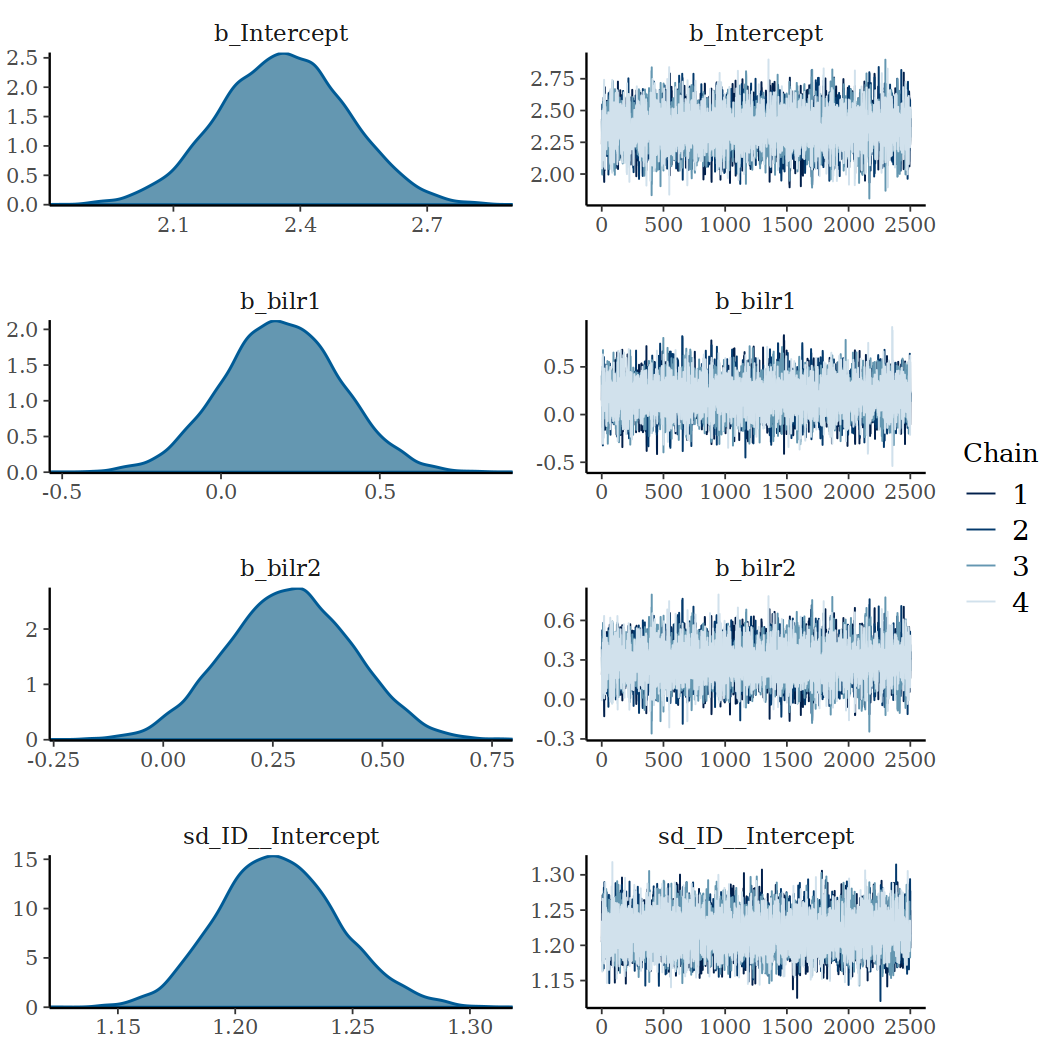 b_Intercept
2.5
2.0
1.5
1.0
0.5
0.0
2.1 2.4 2.7
b_Intercept
2.75
2.50
2.25
2.00
0 500 1000 1500 2000 2500
b_bilr1
2.0
1.5
1.0
0.5
0.0
-0.5 0.0 0.5
b_bilr1
0.5
0.0
-0.5
0 500 1000 1500 2000 2500
b_bilr2
2
1
0
-0.25 0.00 0.25 0.50 0.75
b_bilr2
0.6
0.3
0.0
-0.3
0 500 1000 1500 2000 2500
sd_ID__Intercept
15
10
5
0
1.15 1.20 1.25 1.30
sd_ID__Intercept
1.30
1.25
1.20
1.15
0 500 1000 1500 2000 2500
Chain
1
2
3
4